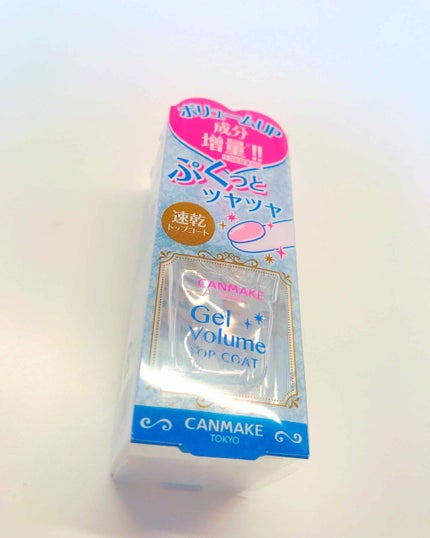 ボリュームUP
成分
増量!!
ぷくっと
ツヤツヤ
速乾
トップコート
CANMAKE
Gel
Volume
TOP COAT
CANMAKE
TOKYO